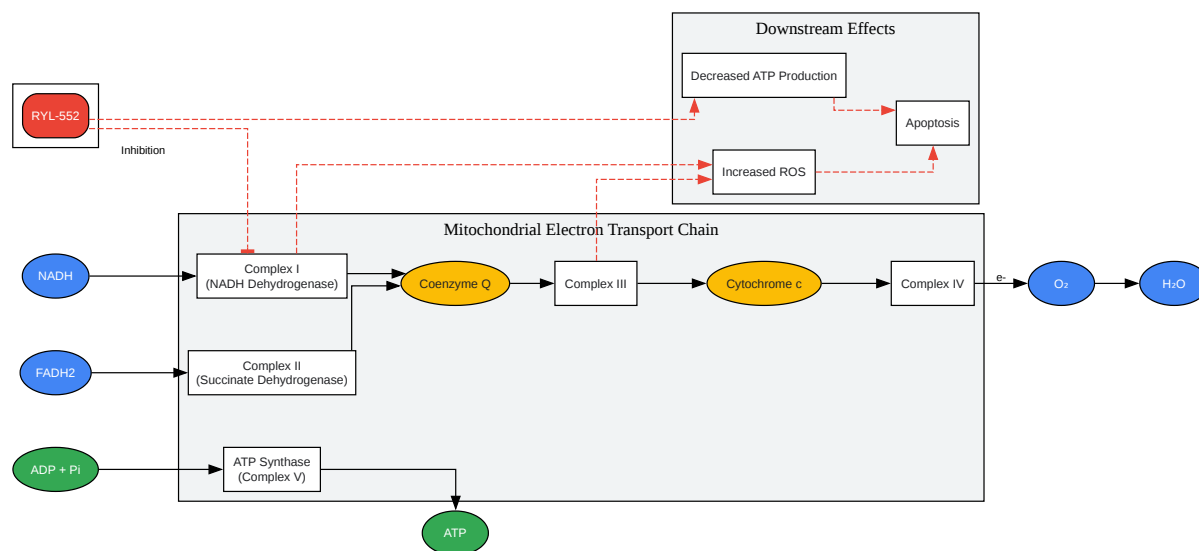 Downstream Effects
Decreased ATP Production
RYL-552
Apoptosis
Inhibition
Increased ROS
Mitochondrial Electron Transport Chain
NADH
Complex I
(NADH Dehydrogenase)
Coenzyme Q
Complex III
Cytochrome c
Complex IV
e-
O₂
H₂O
FADH2
Complex II
(Succinate Dehydrogenase)
ADP + Pi
ATP Synthase
(Complex V)
ATP